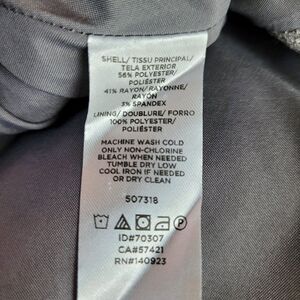 SHELL/ TISSU PRINCIPAL/
TELA EXTERIOR
56% POLYESTER/
POLIÉSTER
41% RAYON/RAYONNE/
RAYON
3% SPANDEX
LINING/ DOUBLURE/ FORRO
100% POLYESTER/
POLIÉSTER
MACHINE WASH COLD
ONLY NON-CHLORINE
BLEACH WHEN NEEDED
TUMBLE DRY LOW
COOL IRON IF NEEDED
OR DRY CLEAN
507318
ID#70307
CA#57421
RN#140923